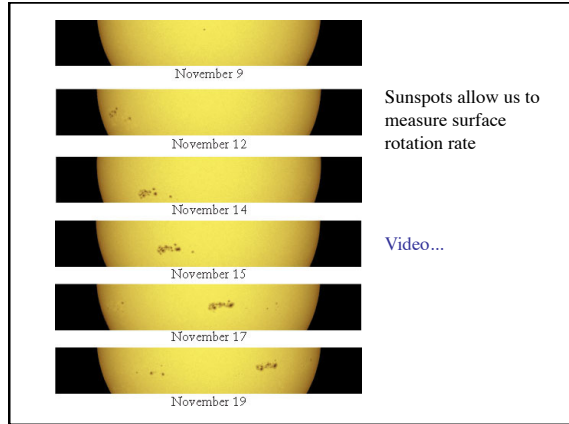 November 9
November 12
Sunspots allow us to
measure surface
rotation rate
November 14
November 15
Video...
November 17
November 19